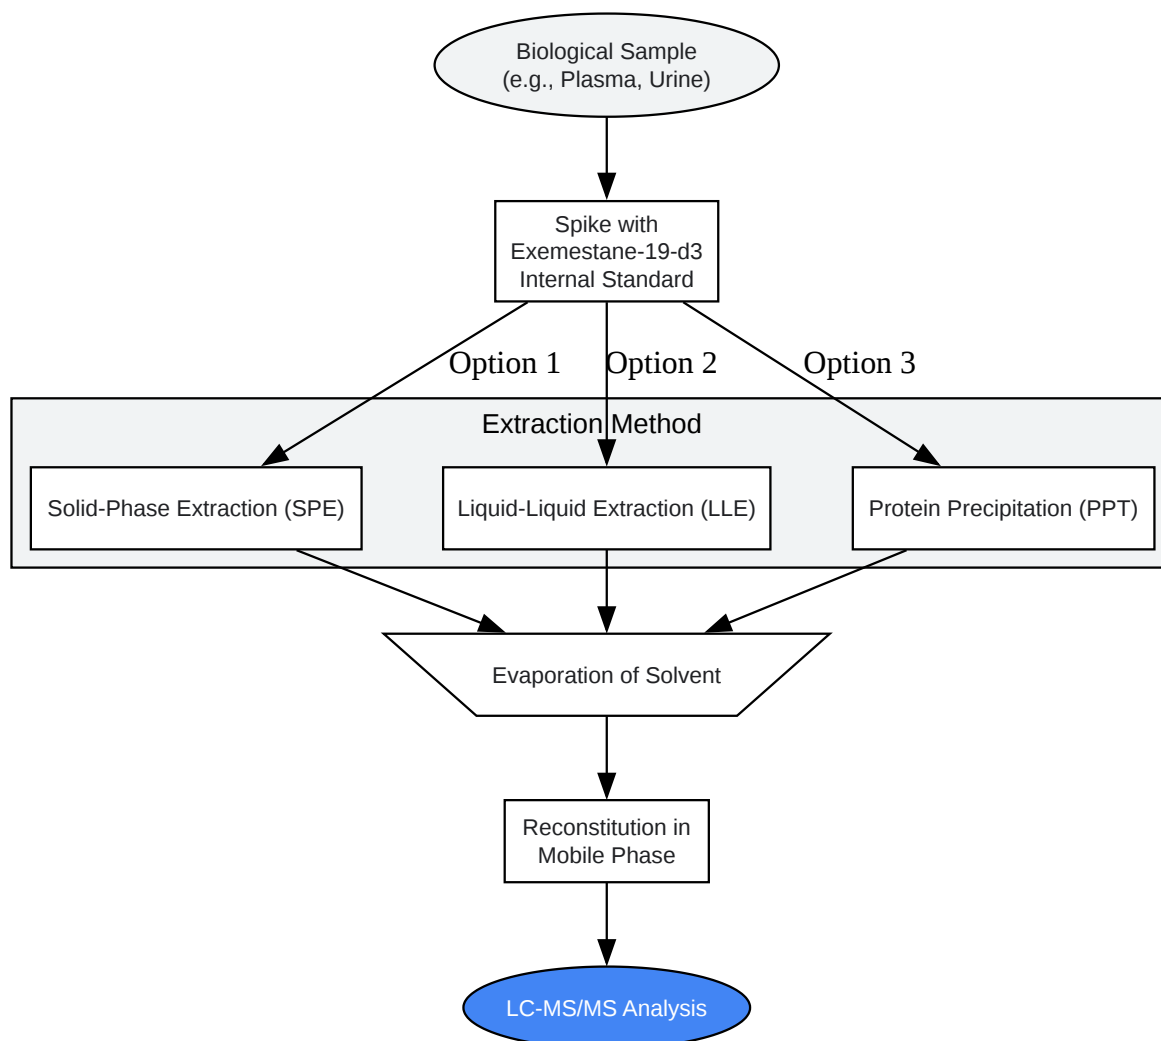 Biological Sample
(e.g., Plasma, Urine)
Spike with
Exemestane-19-d3
Internal Standard
Option 1
Option 2
Option 3
Extraction Method
Solid-Phase Extraction (SPE)
Liquid-Liquid Extraction (LLE)
Protein Precipitation (PPT)
Evaporation of Solvent
Reconstitution in
Mobile Phase
LC-MS/MS Analysis